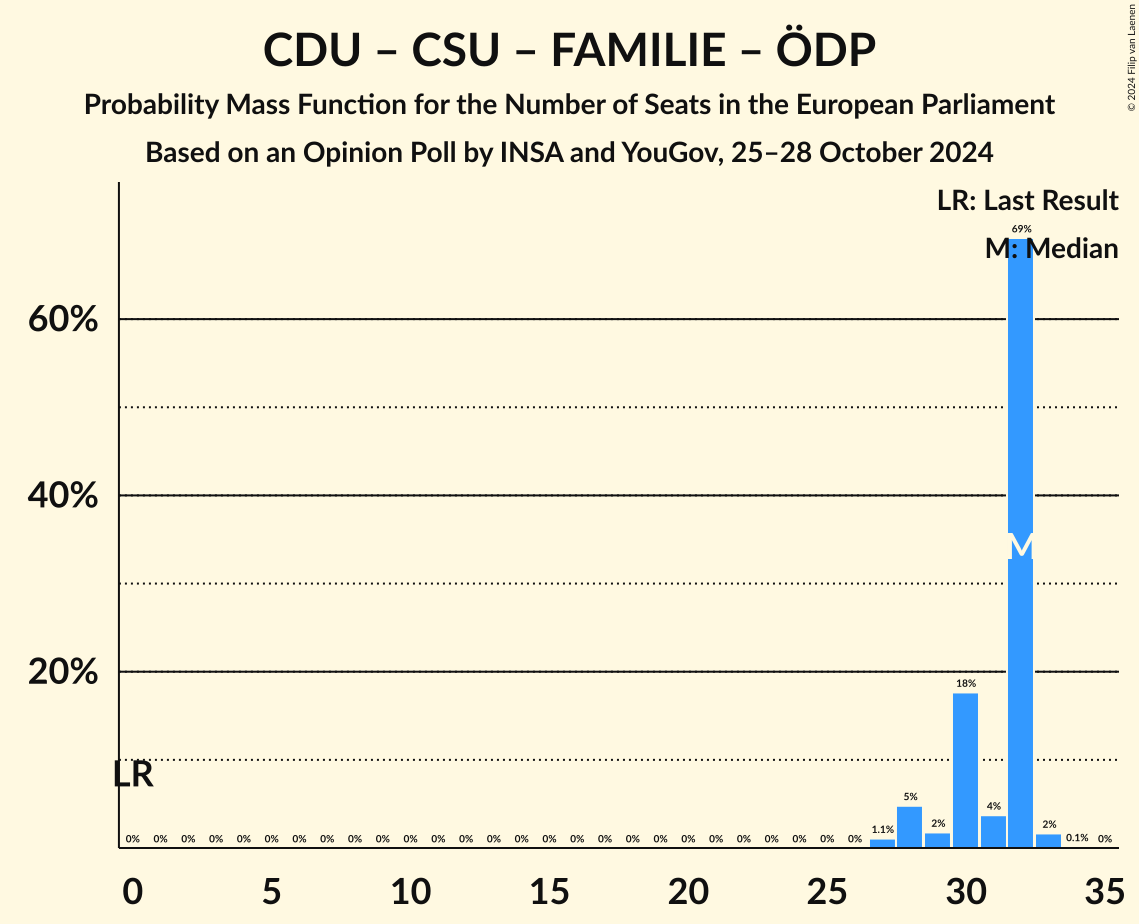 CDU – CSU – FAMILIE – ÖDP
Probability Mass Function for the Number of Seats in the European Parliament
Based on an Opinion Poll by INSA and YouGov, 25–28 October 2024
© 2024 Filip van Laenen
LR: Last Result
M: Median
69%
60%
40%
M
20%
18%
LR
0% 0% 0% 0% 0% 0% 0% 0% 0% 0% 0% 0% 0% 0% 0% 0% 0% 0% 0% 0% 0% 0% 0% 0% 0% 0% 0% 1.1% 5% 2% 4% 2% 0.1% 0%
0 5 10 15 20 25 30 35